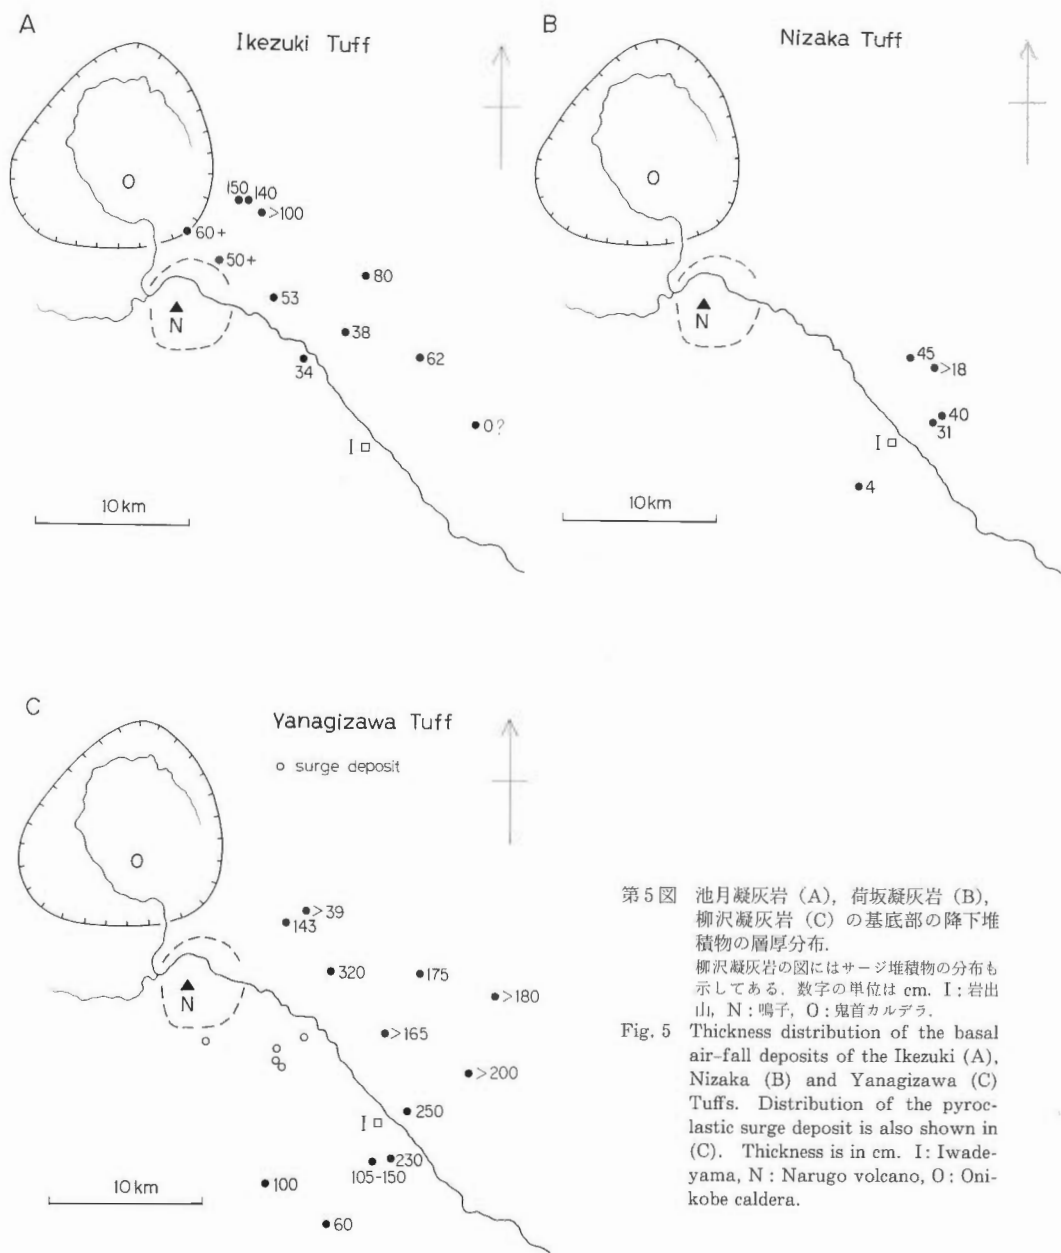 A
Ikezuki Tuff
O
150 140
>100
60+
50+
80
53
N
38
34
62
0?
I
10km
B
Nizaka Tuff
O
N
45
>18
40
31
I
4
10km
C
Yanagizawa Tuff
surge deposit
O
>39
143
320
175
N
>180
>165
>200
250
I
230
105-150
100
60
10km
第5図 池月凝灰岩 (A), 荷坂凝灰岩 (B),
柳沢凝灰岩 (C) の基底部の降下堆
積物の層厚分布.
柳沢凝灰岩の図にはサージ堆積物の分布も
示してある. 数字の単位は cm. I : 岩出
山, N : 鳴子, O : 鬼首カルデラ.
Fig. 5 Thickness distribution of the basal
air-fall deposits of the Ikezuki (A),
Nizaka (B) and Yanagizawa (C)
Tuffs. Distribution of the pyroc-
lastic surge deposit is also shown in
(C). Thickness is in cm. I: Iwade-
yama, N : Narugo volcano, O : Oni-
kobe caldera.